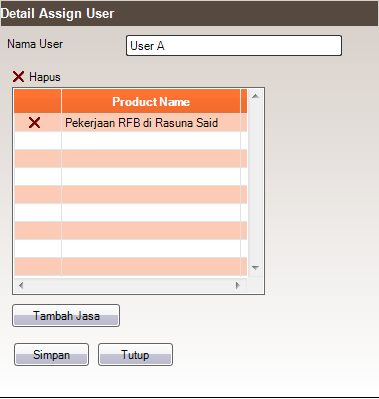 Detail Assign User
Nama User
User A
Hapus
Product Name
Pekerjaan RFB di Rasuna Said
Tambah Jasa
Simpan
Tutup